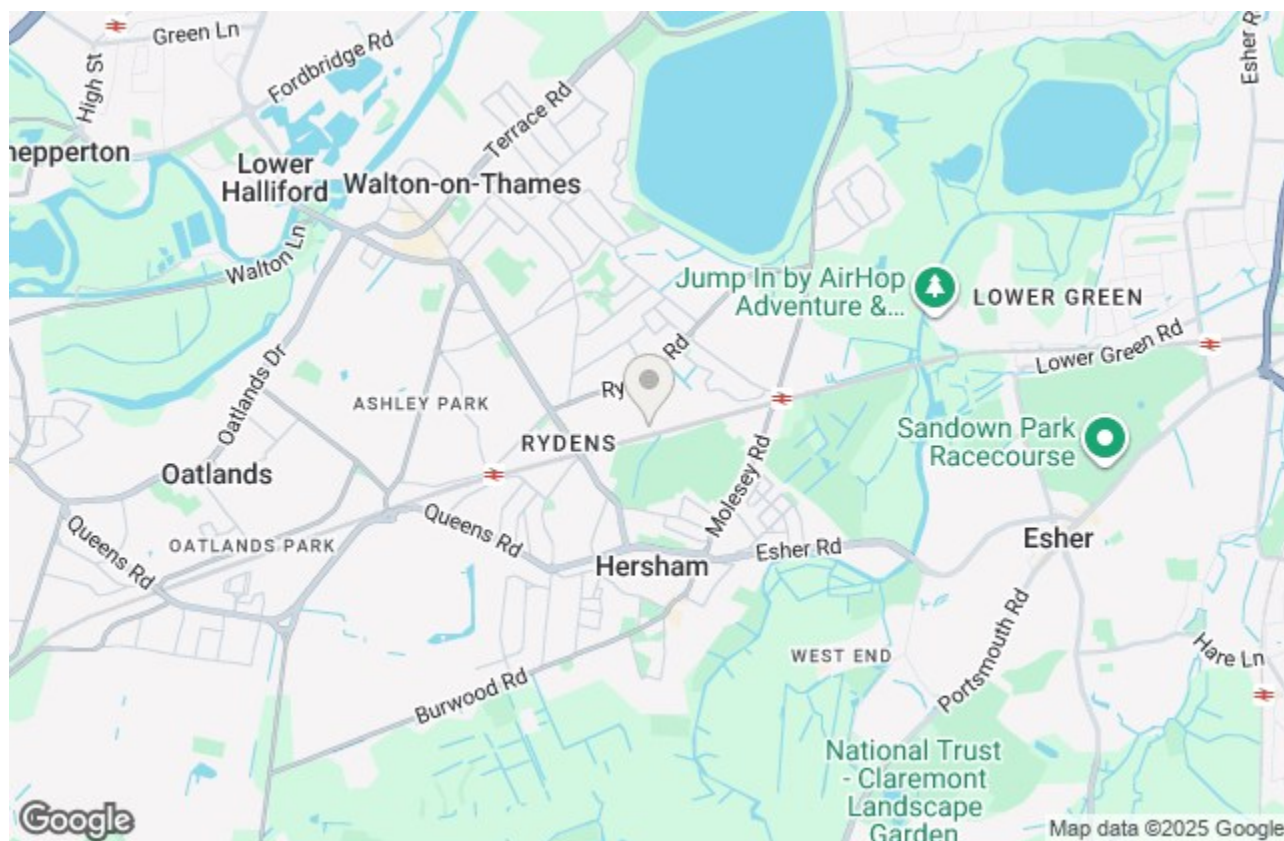 Green Ln
Fordbridge Rd
High St
Esher R
Terrace Rd
hepperton
Lower
Halliford
Walton-on-Thames
Walton Ln
Jump In by AirHop
Adventure &...
LOWER GREEN
Lower Green Rd
Oatlands Dr
Ry
Rd
ASHLEY PARK
RYDENS
Sandown Park
Racecourse
Oatlands
Molesey Rd
Queens Rd
Queens Rd
OATLANDS PARK
Hersham
Esher Rd
Esher
WEST END
Portsmouth Rd
Hare Ln
Burwood Rd
National Trust
- Claremont
Landscape
Garden
Google
Map data ©2025 Google